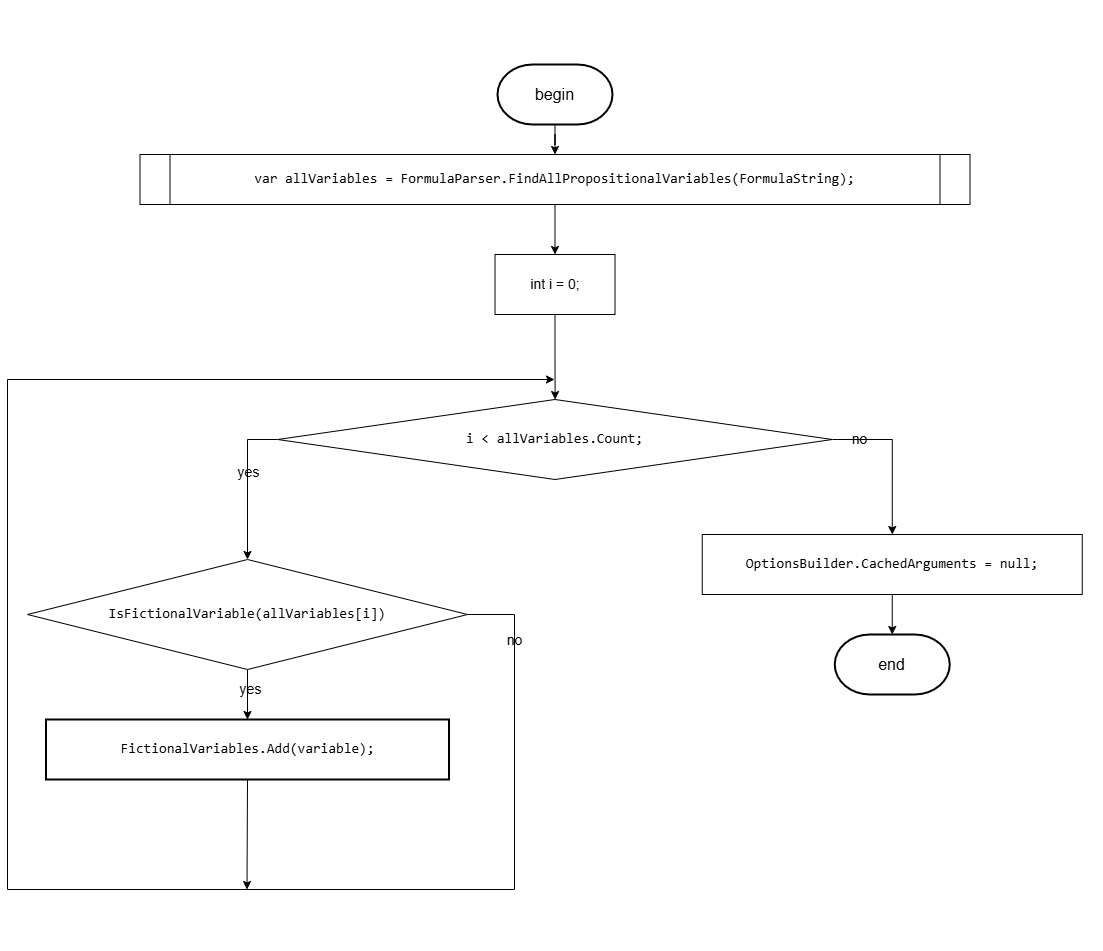 begin
var allVariables = FormulaParser.FindAllPropositionalVariables(FormulaString);
int i = 0;
i < allVariables.Count;
no
yes
OptionsBuilder.CachedArguments = null;
IsFictionalVariable(allVariables[i])
no
end
yes
FictionalVariables.Add(variable);